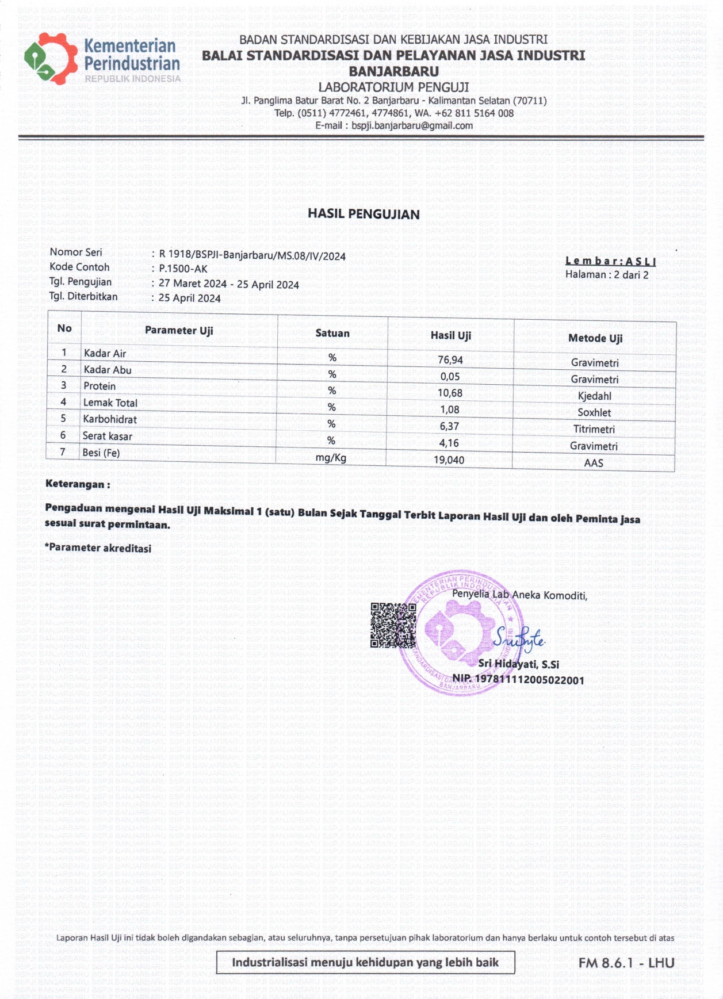 Kementerian
Perindustrian
REPUBLIK INDONESIA
BADAN STANDARDISASI DAN KEBIJAKAN JASA INDUSTRI
BALAI STANDARDISASI DAN PELAYANAN JASA INDUSTRI
BANJARBARU
LABORATORIUM PENGUJI
Jl. Panglima Batur Barat No. 2 Banjarbaru - Kalimantan Selatan (70711)
Telp. (0511) 4772461, 4774861, WA. +62 811 5164 008
E-mail : bspji.banjarbaru@gmail.com
HASIL PENGUJIAN
Nomor Seri : R 1918/BSPJI-Banjarbaru/MS.08/IV/2024
Kode Contoh : P.1500-AK
Tgl. Pengujian : 27 Maret 2024 - 25 April 2024
Tgl. Diterbitkan : 25 April 2024
Lembar: ASLI
Halaman : 2 dari 2
No Parameter Uji Satuan Hasil Uji Metode Uji
1 Kadar Air % 76,94 Gravimetri
2 Kadar Abu % 0,05 Gravimetri
3 Protein % 10,68 Kjedahl
4 Lemak Total % 1,08 Soxhlet
5 Karbohidrat % 6,37 Titrimetri
6 Serat kasar % 4,16 Gravimetri
7 Besi (Fe) mg/Kg 19,040 AAS
Keterangan :
Pengaduan mengenai Hasil Uji Maksimal 1 (satu) Bulan Sejak Tanggal Terbit Laporan Hasil Uji dan oleh Peminta jasa
sesuai surat permintaan.
*Parameter akreditasi
Penyelia Lab Aneka Komoditi,
KEMENTERIAN PERINDUSTRIAN
REPUBLIK INDONESIA
STANDARDISASI DAN PELAYANAN JASA INDUSTRI
BANJARBARU
Sri Hidayati, S.Si
NIP. 197811112005022001
Laporan Hasil Uji ini tidak boleh digandakan sebagian, atau seluruhnya, tanpa persetujuan pihak laboratorium dan hanya berlaku untuk contoh tersebut di atas
Industrialisasi menuju kehidupan yang lebih baik
FM 8.6.1 - LHU